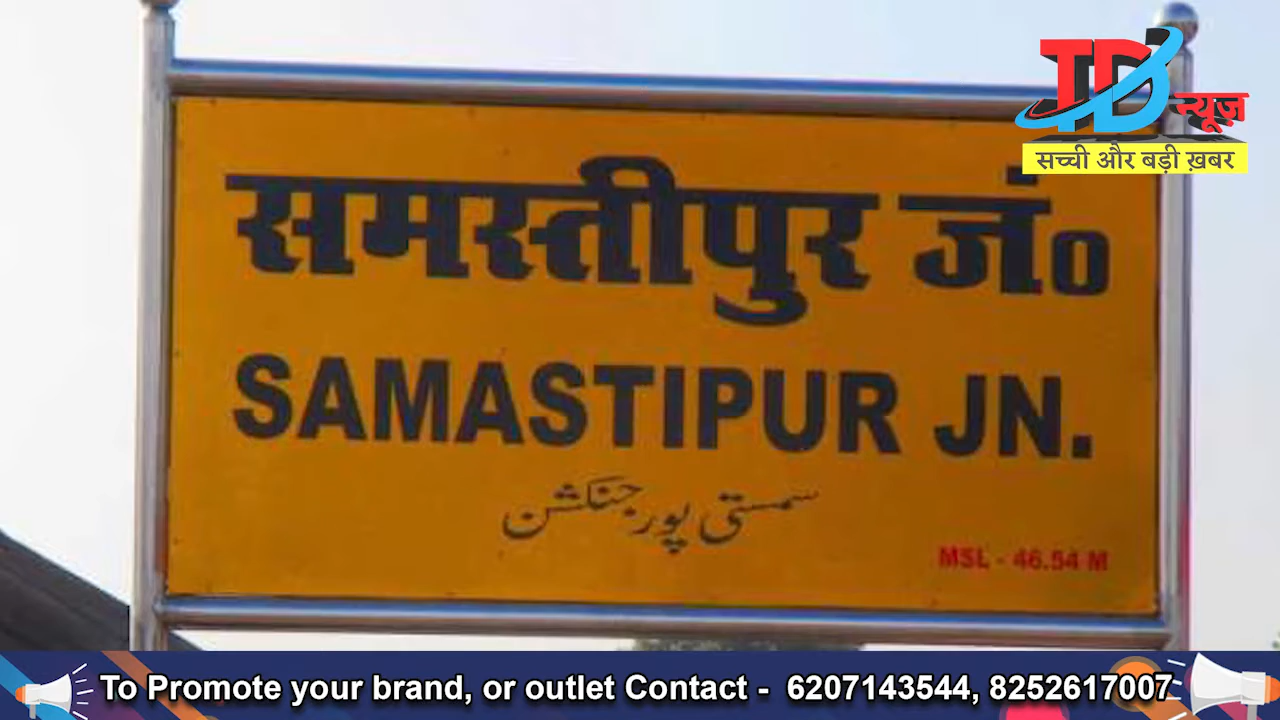 TD न्यूज़
सच्ची और बड़ी ख़बर
समस्तीपुर जं०
SAMASTIPUR JN.
سمستی پور جنکشن
MSL - 46.54 M
To Promote your brand, or outlet Contact - 6207143544, 8252617007